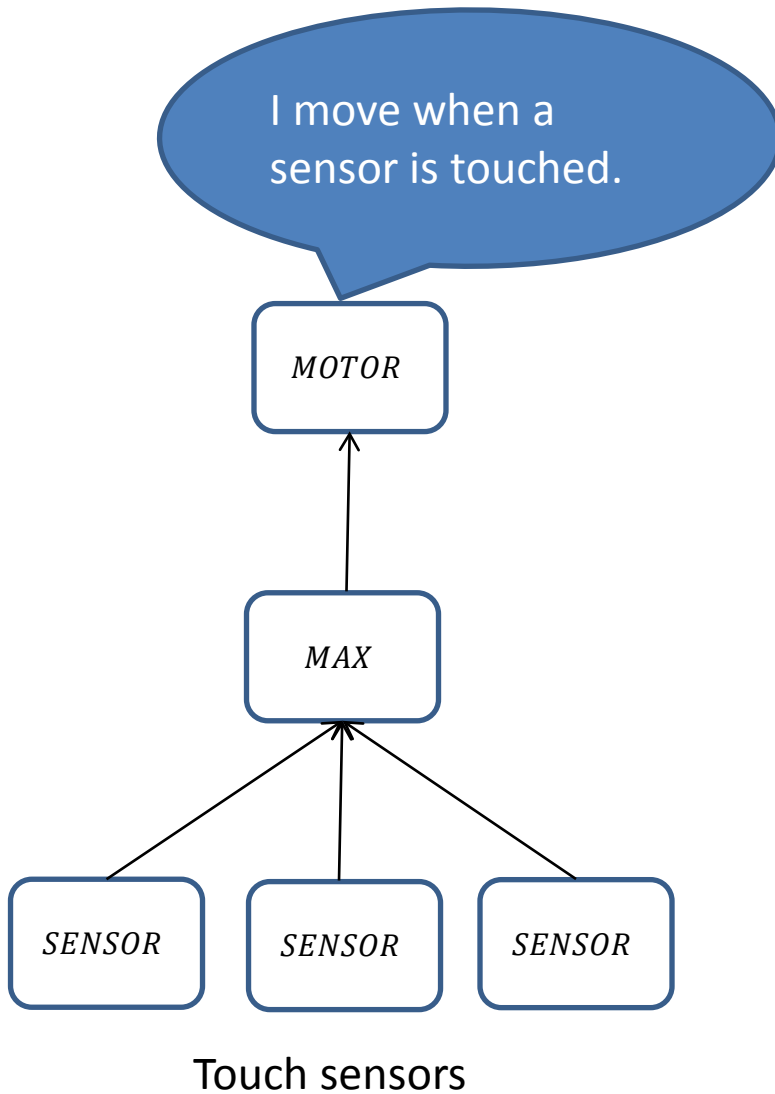 I move when a
sensor is touched.
MOTOR
MAX
SENSOR SENSOR SENSOR
Touch sensors